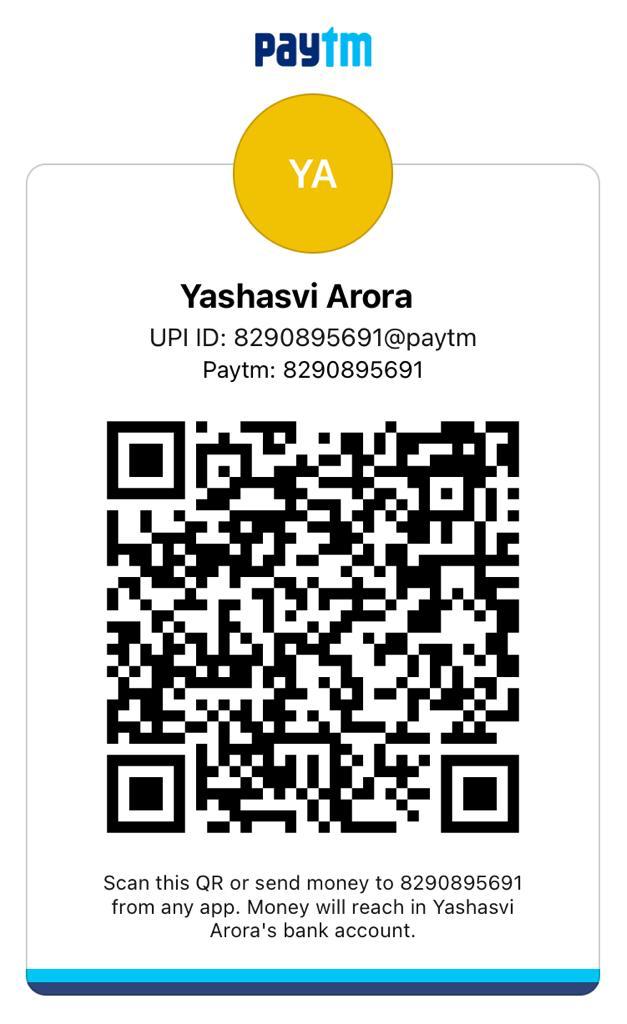 paytm
YA
Yashasvi Arora
UPI ID: 8290895691@paytm
Paytm: 8290895691
Scan this QR or send money to 8290895691
from any app. Money will reach in Yashasvi
Arora's bank account.